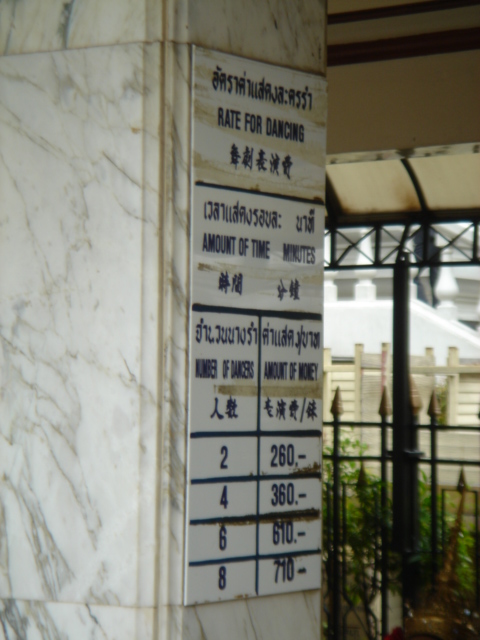 อัตราค่าแสดงละครรำ
RATE FOR DANCING
舞劇表演費
เวลาแสดงรอบละ นาที
AMOUNT OF TIME MINUTES
時間 分鐘
จำนวนนางรำ ค่าแสดง/บาท
NUMBER OF DANCERS AMOUNT OF MONEY
人數 表演費/銖
2 260.-
4 360.-
6 610.-
8 710-